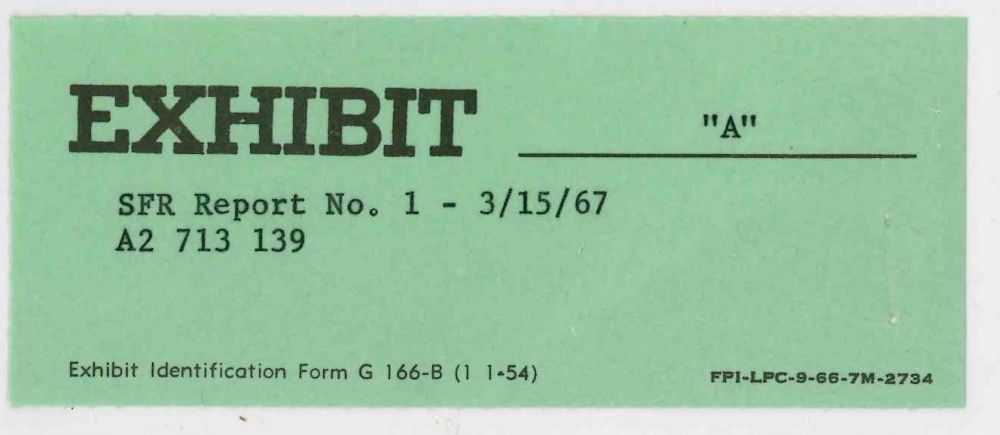 EXHIBIT "A"
SFR Report No. 1 - 3/15/67
A2 713 139
Exhibit Identification Form G 166-B (1 1-54)
FPI-LPC-9-66-7M-2734